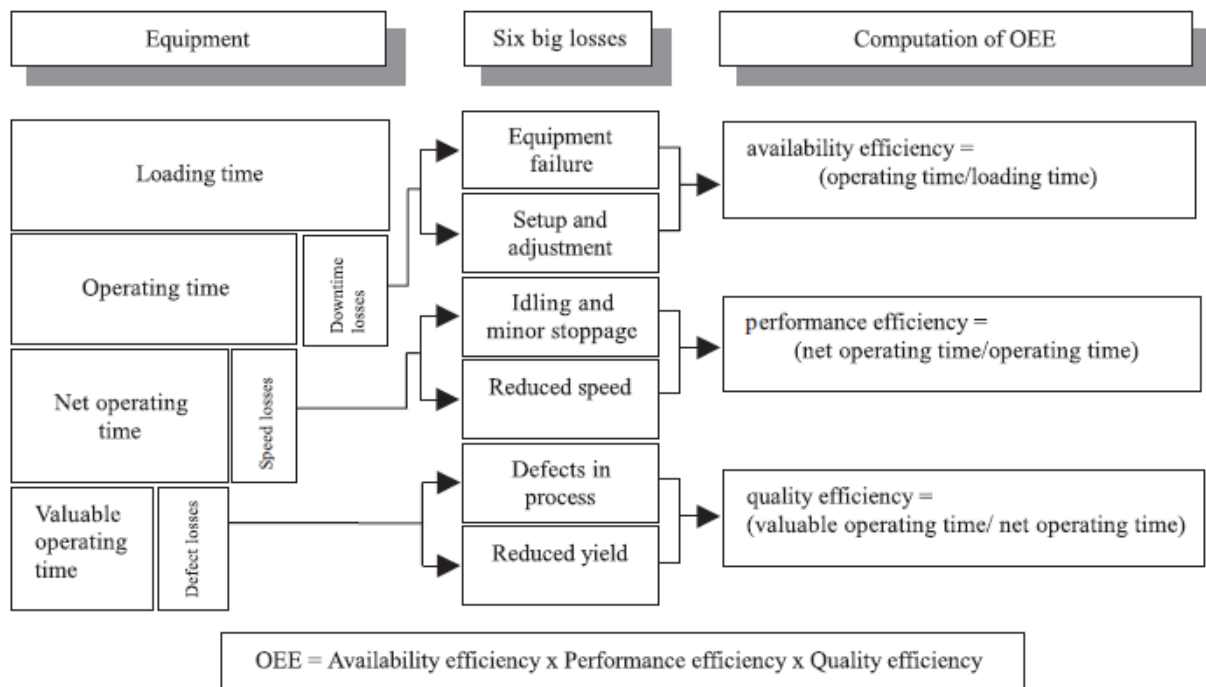 Equipment
Six big losses
Computation of OEE
Loading time
Operating time
Downtime
losses
Net operating
time
Speed losses
Valuable
operating
time
Defect losses
Equipment
failure
Setup and
adjustment
Idling and
minor stoppage
Reduced speed
Defects in
process
Reduced yield
availability efficiency =
(operating time/loading time)
performance efficiency =
(net operating time/operating time)
quality efficiency =
(valuable operating time/ net operating time)
OEE = Availability efficiency x Performance efficiency x Quality efficiency